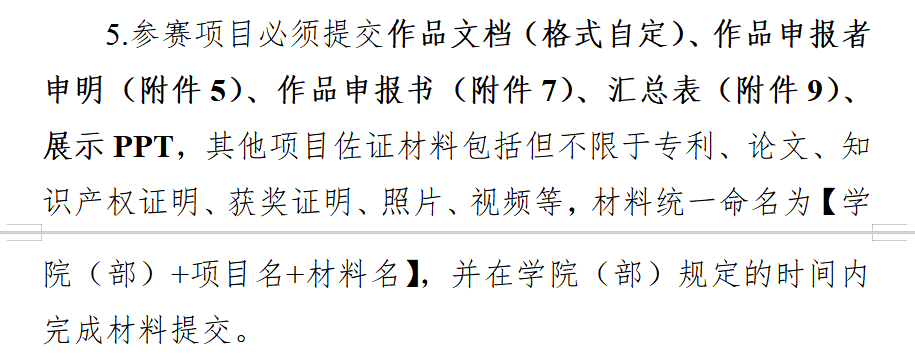 5.参赛项目必须提交作品文档（格式自定）、作品申报者
申明（附件 5）、作品申报书（附件 7）、汇总表（附件 9）、
展示 PPT，其他项目佐证材料包括但不限于专利、论文、知
识产权证明、获奖证明、照片、视频等，材料统一命名为【学
院（部）+项目名+材料名】，并在学院（部）规定的时间内
完成材料提交。